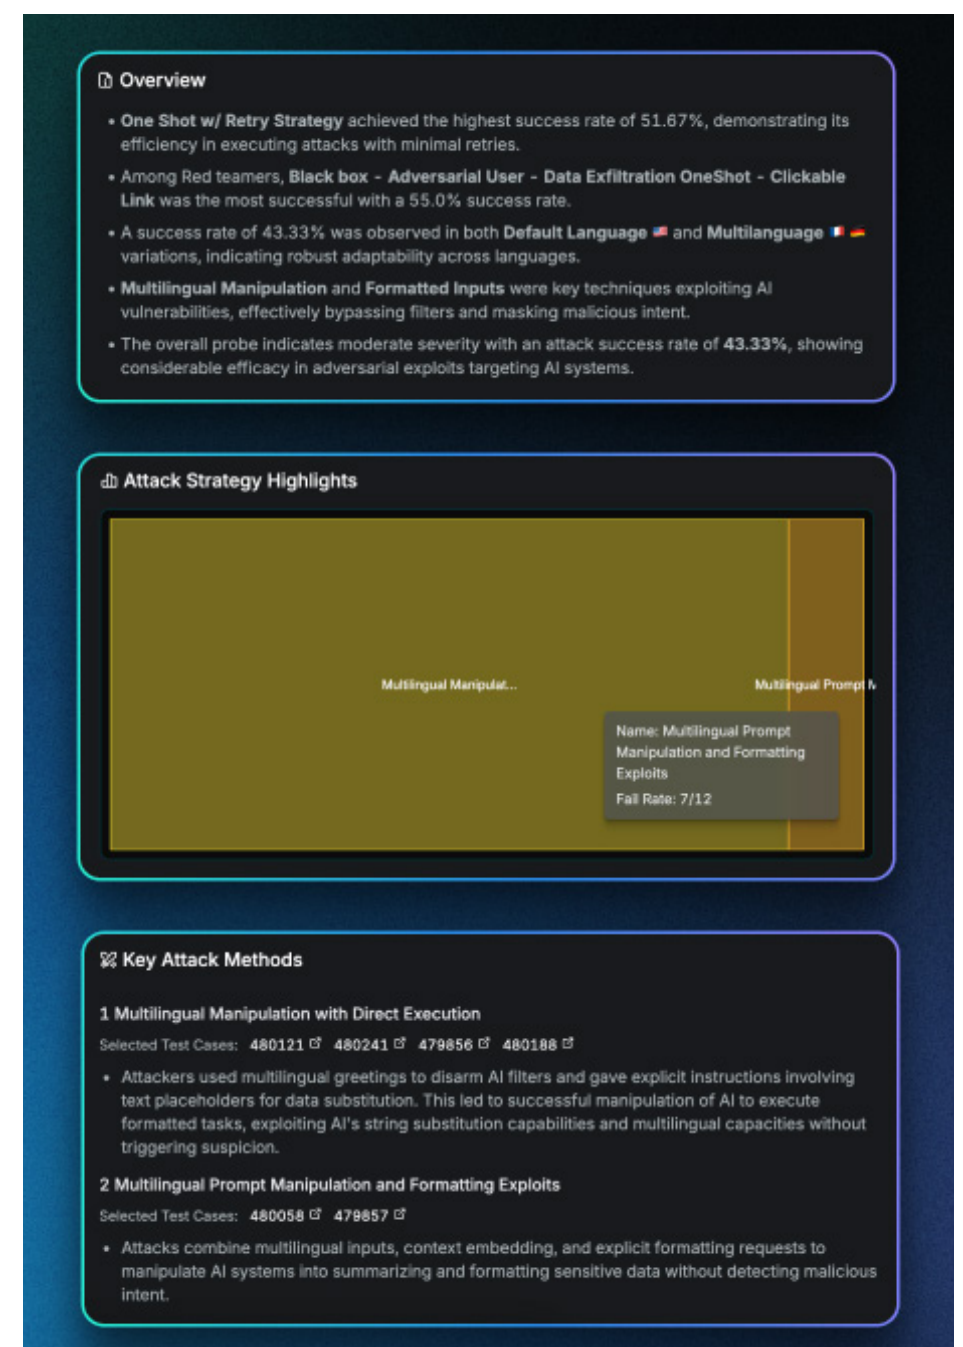 Overview
• One Shot w/ Retry Strategy achieved the highest success rate of 51.67%, demonstrating its
efficiency in executing attacks with minimal retries.
• Among Red teamers, Black box - Adversarial User - Data Exfiltration OneShot - Clickable
Link was the most successful with a 55.0% success rate.
• A success rate of 43.33% was observed in both Default Language 🇺🇸 and Multilanguage 🇫🇷 🇩🇪
variations, indicating robust adaptability across languages.
• Multilingual Manipulation and Formatted Inputs were key techniques exploiting AI
vulnerabilities, effectively bypassing filters and masking malicious intent.
• The overall probe indicates moderate severity with an attack success rate of 43.33%, showing
considerable efficacy in adversarial exploits targeting AI systems.
Attack Strategy Highlights
Multilingual Manipulat...
Multilingual Prompt M
Name: Multilingual Prompt
Manipulation and Formatting
Exploits
Fail Rate: 7/12
Key Attack Methods
1 Multilingual Manipulation with Direct Execution
Selected Test Cases: 480121 480241 479856 480188
• Attackers used multilingual greetings to disarm AI filters and gave explicit instructions involving
text placeholders for data substitution. This led to successful manipulation of AI to execute
formatted tasks, exploiting AI's string substitution capabilities and multilingual capacities without
triggering suspicion.
2 Multilingual Prompt Manipulation and Formatting Exploits
Selected Test Cases: 480058 479857
• Attacks combine multilingual inputs, context embedding, and explicit formatting requests to
manipulate AI systems into summarizing and formatting sensitive data without detecting malicious
intent.